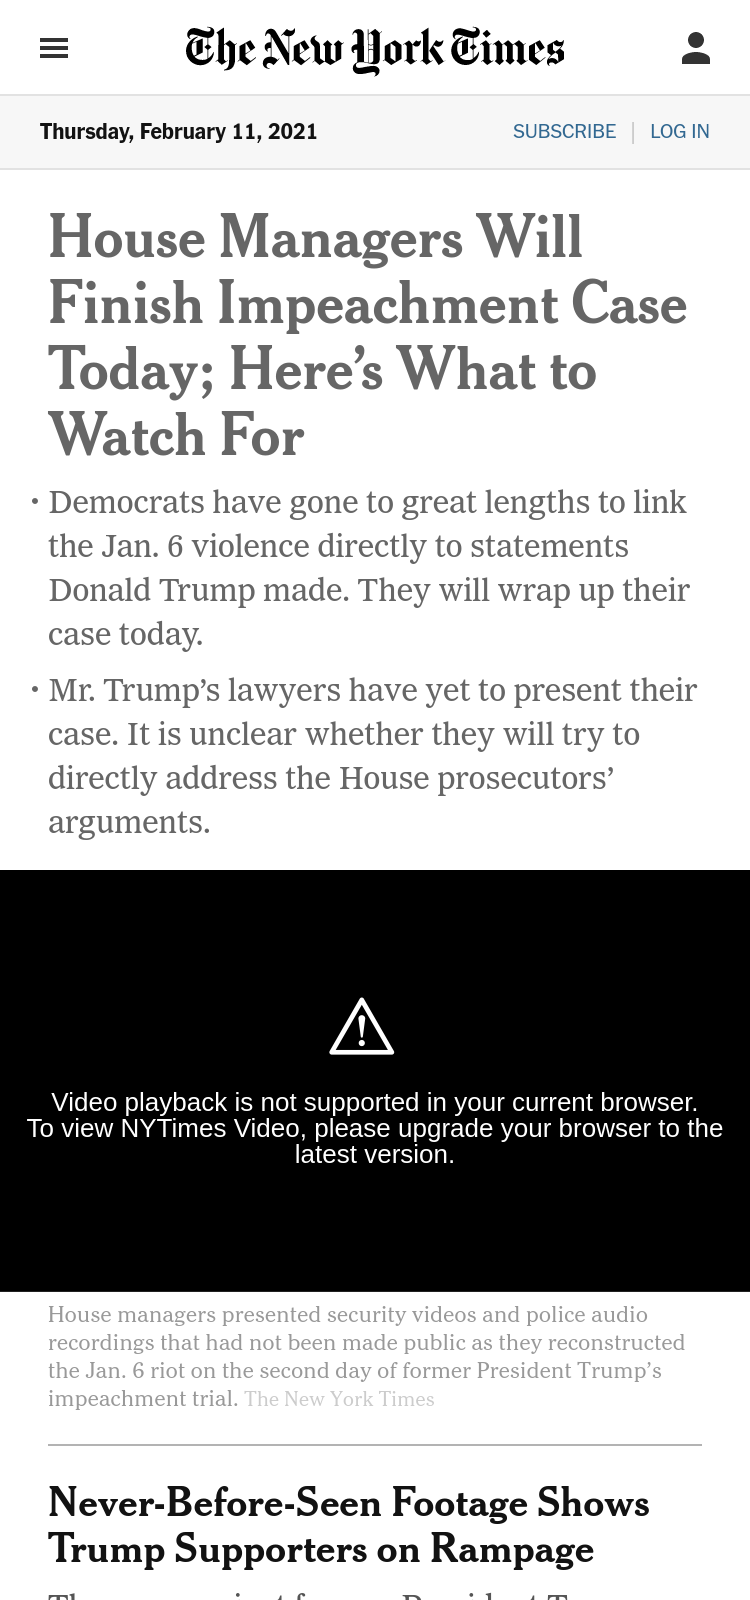 The New York Times
Thursday, February 11, 2021
SUBSCRIBE | LOG IN
House Managers Will
Finish Impeachment Case
Today; Here’s What to
Watch For
• Democrats have gone to great lengths to link
the Jan. 6 violence directly to statements
Donald Trump made. They will wrap up their
case today.
• Mr. Trump’s lawyers have yet to present their
case. It is unclear whether they will try to
directly address the House prosecutors’
arguments.
Video playback is not supported in your current browser.
To view NYTimes Video, please upgrade your browser to the
latest version.
House managers presented security videos and police audio
recordings that had not been made public as they reconstructed
the Jan. 6 riot on the second day of former President Trump’s
impeachment trial. The New York Times
Never-Before-Seen Footage Shows
Trump Supporters on Rampage